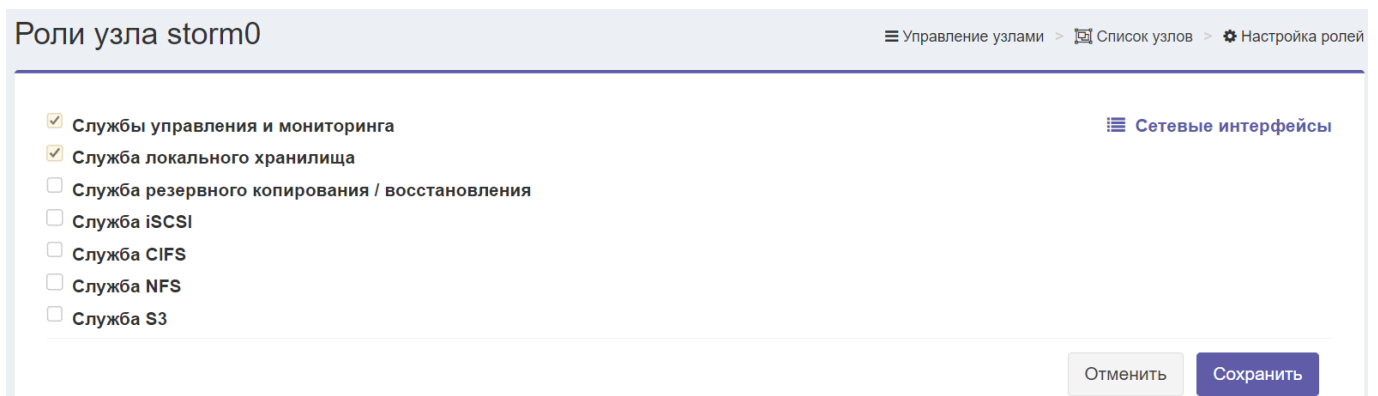 Роли узла storm0
Управление узлами > Список узлов > Настройка ролей
Службы управления и мониторинга
Сетевые интерфейсы
Служба локального хранилища
Служба резервного копирования / восстановления
Служба iSCSI
Служба CIFS
Служба NFS
Служба S3
Отменить
Сохранить